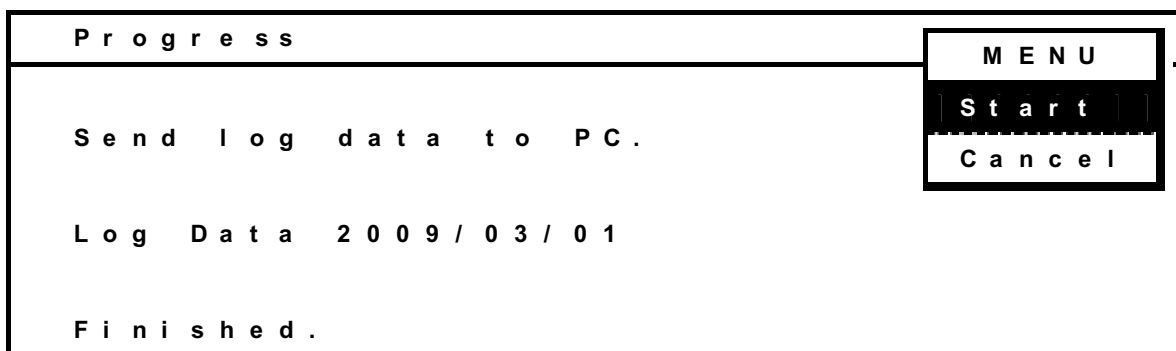 Progress
MENU
Start
Send log data to PC.
Cancel
Log Data 2009/03/01
Finished.